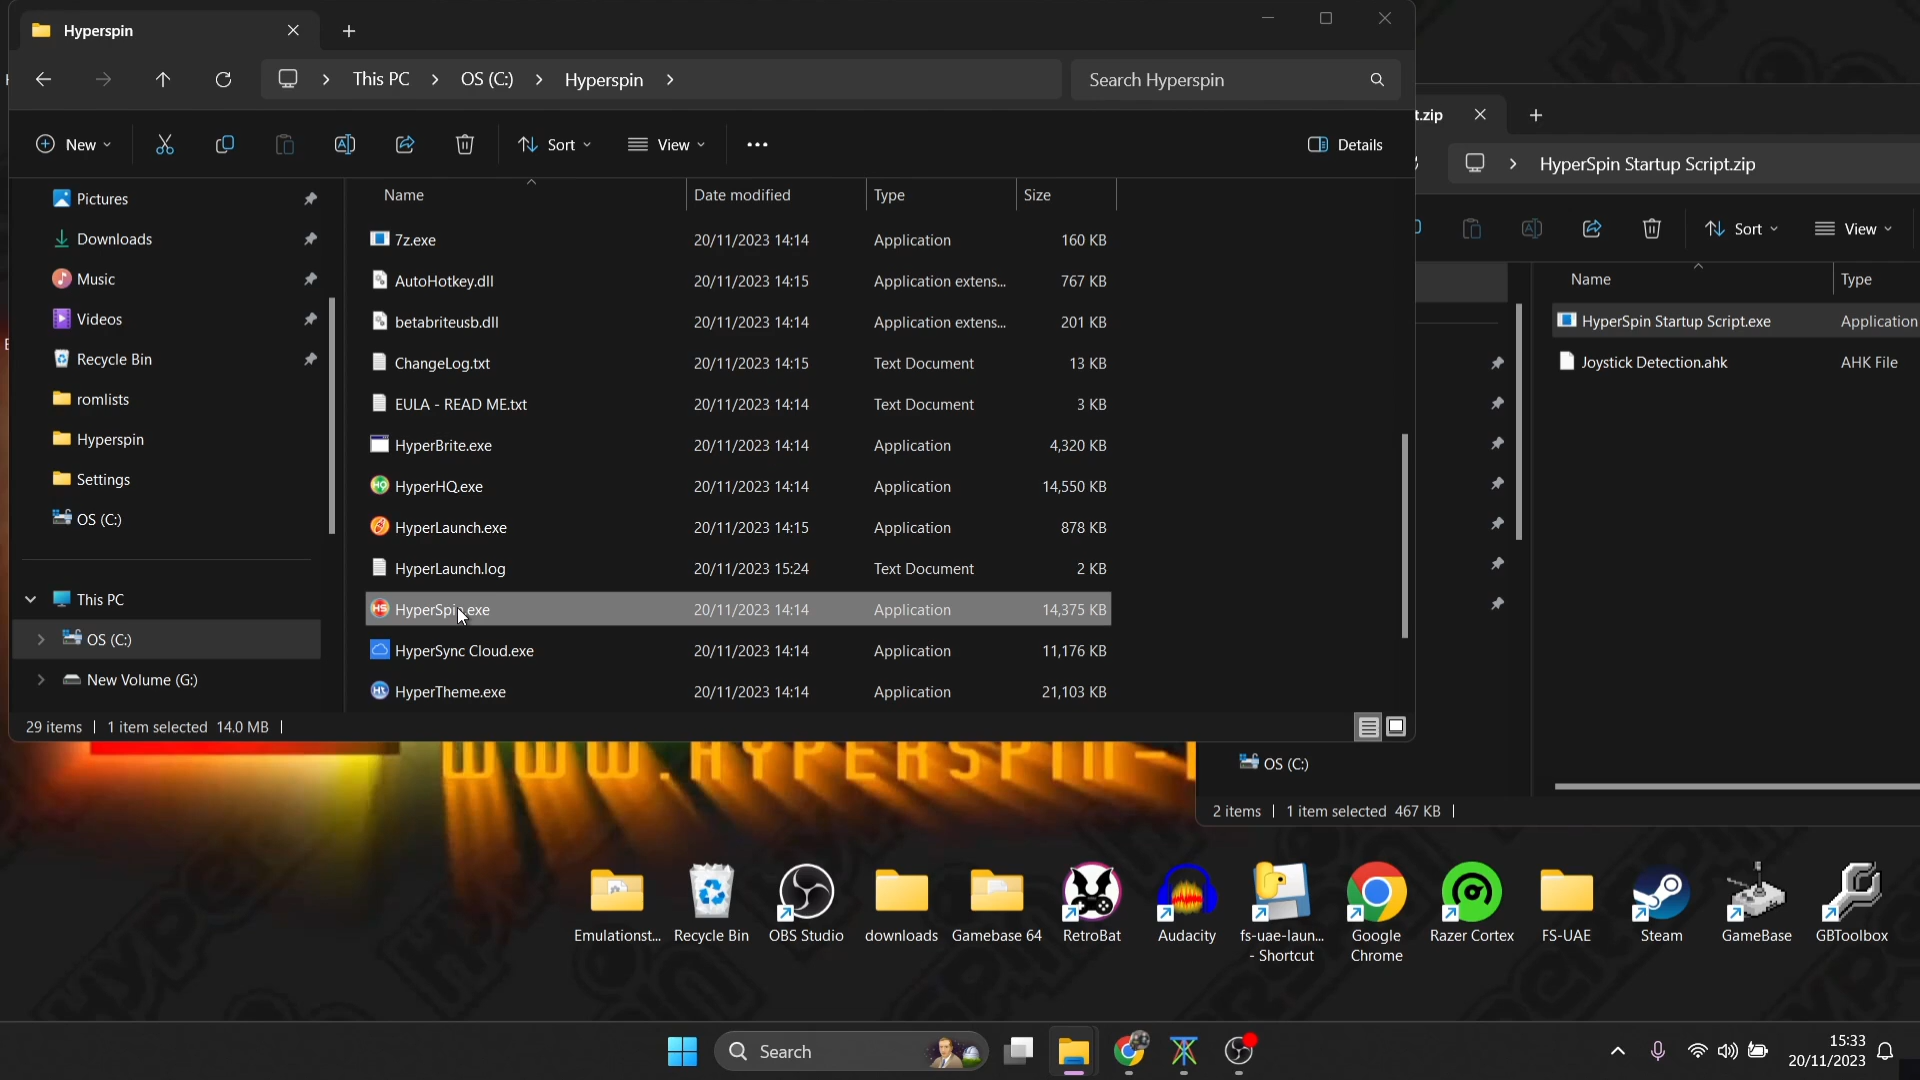 Hyperspin
This PC > OS (C:) > Hyperspin >
Search Hyperspin
New
Sort
View
Details
Pictures
Downloads
Music
Videos
Recycle Bin
romlists
Hyperspin
Settings
OS (C:)
This PC
OS (C:)
New Volume (G:)
Name Date modified Type Size
7z.exe 20/11/2023 14:14 Application 160 KB
AutoHotkey.dll 20/11/2023 14:15 Application extens... 767 KB
betabriteusb.dll 20/11/2023 14:14 Application extens... 201 KB
ChangeLog.txt 20/11/2023 14:15 Text Document 13 KB
EULA - READ ME.txt 20/11/2023 14:14 Text Document 3 KB
HyperBrite.exe 20/11/2023 14:14 Application 4,320 KB
HyperHQ.exe 20/11/2023 14:14 Application 14,550 KB
HyperLaunch.exe 20/11/2023 14:15 Application 878 KB
HyperLaunch.log 20/11/2023 15:24 Text Document 2 KB
HyperSpin.exe 20/11/2023 14:14 Application 14,375 KB
HyperSync Cloud.exe 20/11/2023 14:14 Application 11,176 KB
HyperTheme.exe 20/11/2023 14:14 Application 21,103 KB
29 items 1 item selected 14.0 MB
t.zip
> HyperSpin Startup Script.zip
Sort
View
Name Type
HyperSpin Startup Script.exe Application
Joystick Detection.ahk AHK File
OS (C:)
2 items 1 item selected 467 KB
WWW.HYPERSPIN-
Emulationst...
Recycle Bin
OBS Studio
downloads
Gamebase 64
RetroBat
Audacity
fs-uae-laun...
- Shortcut
Google
Chrome
Razer Cortex
FS-UAE
Steam
GameBase
GBToolbox
Search
15:33
20/11/2023